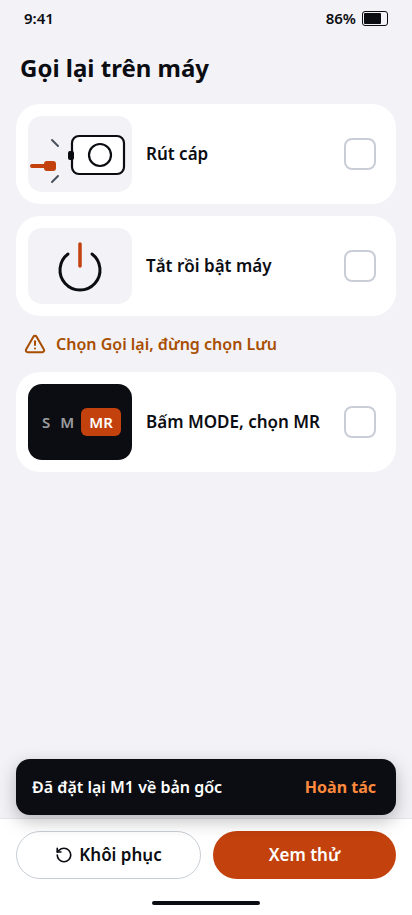 9:41
86%
Gọi lại trên máy
Rút cáp
Tắt rồi bật máy
Chọn Gọi lại, đừng chọn Lưu
S M MR
Bấm MODE, chọn MR
Đã đặt lại M1 về bản gốc
Hoàn tác
Khôi phục
Xem thử